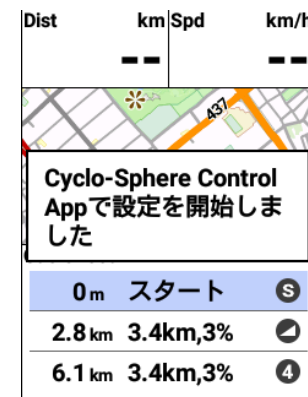 Dist km Spd km/h
-- --
437
Cyclo-Sphere Control
Appで設定を開始しま
した
0m スタート S
2.8km 3.4km,3%
6.1km 3.4km,3% 4